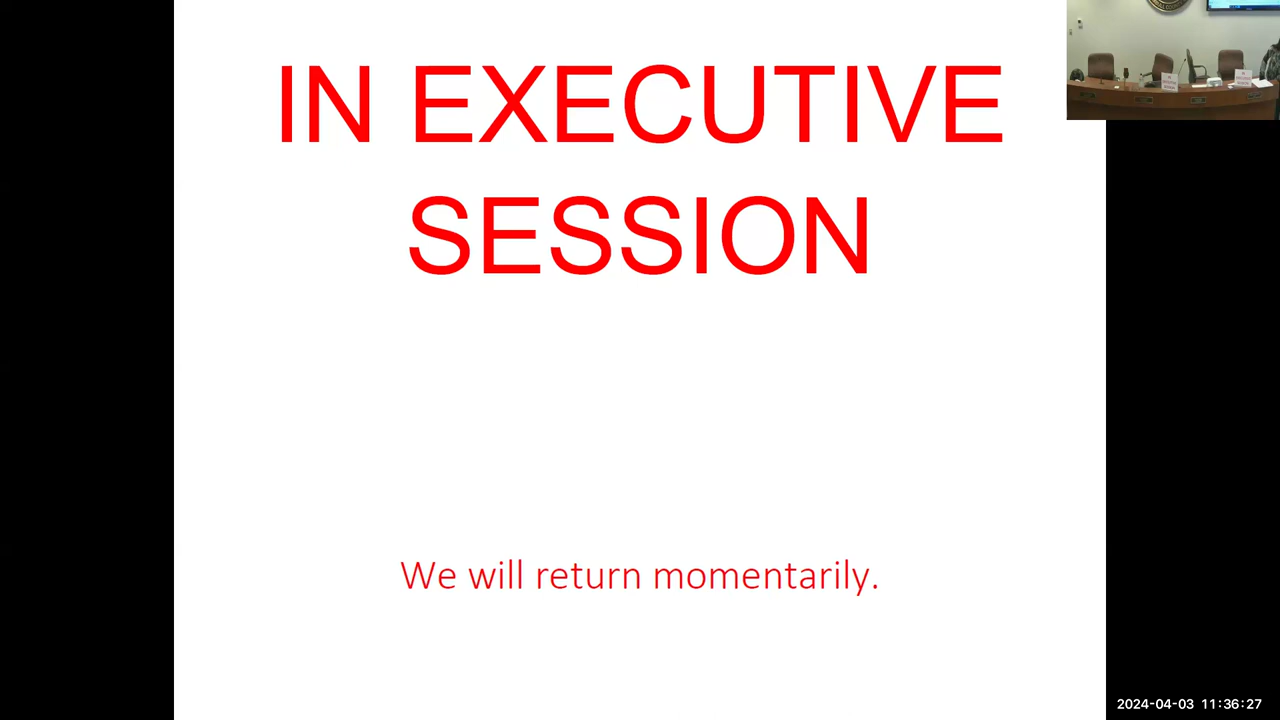 IN EXECUTIVE
SESSION
We will return momentarily.
2024-04-03 11:36:27